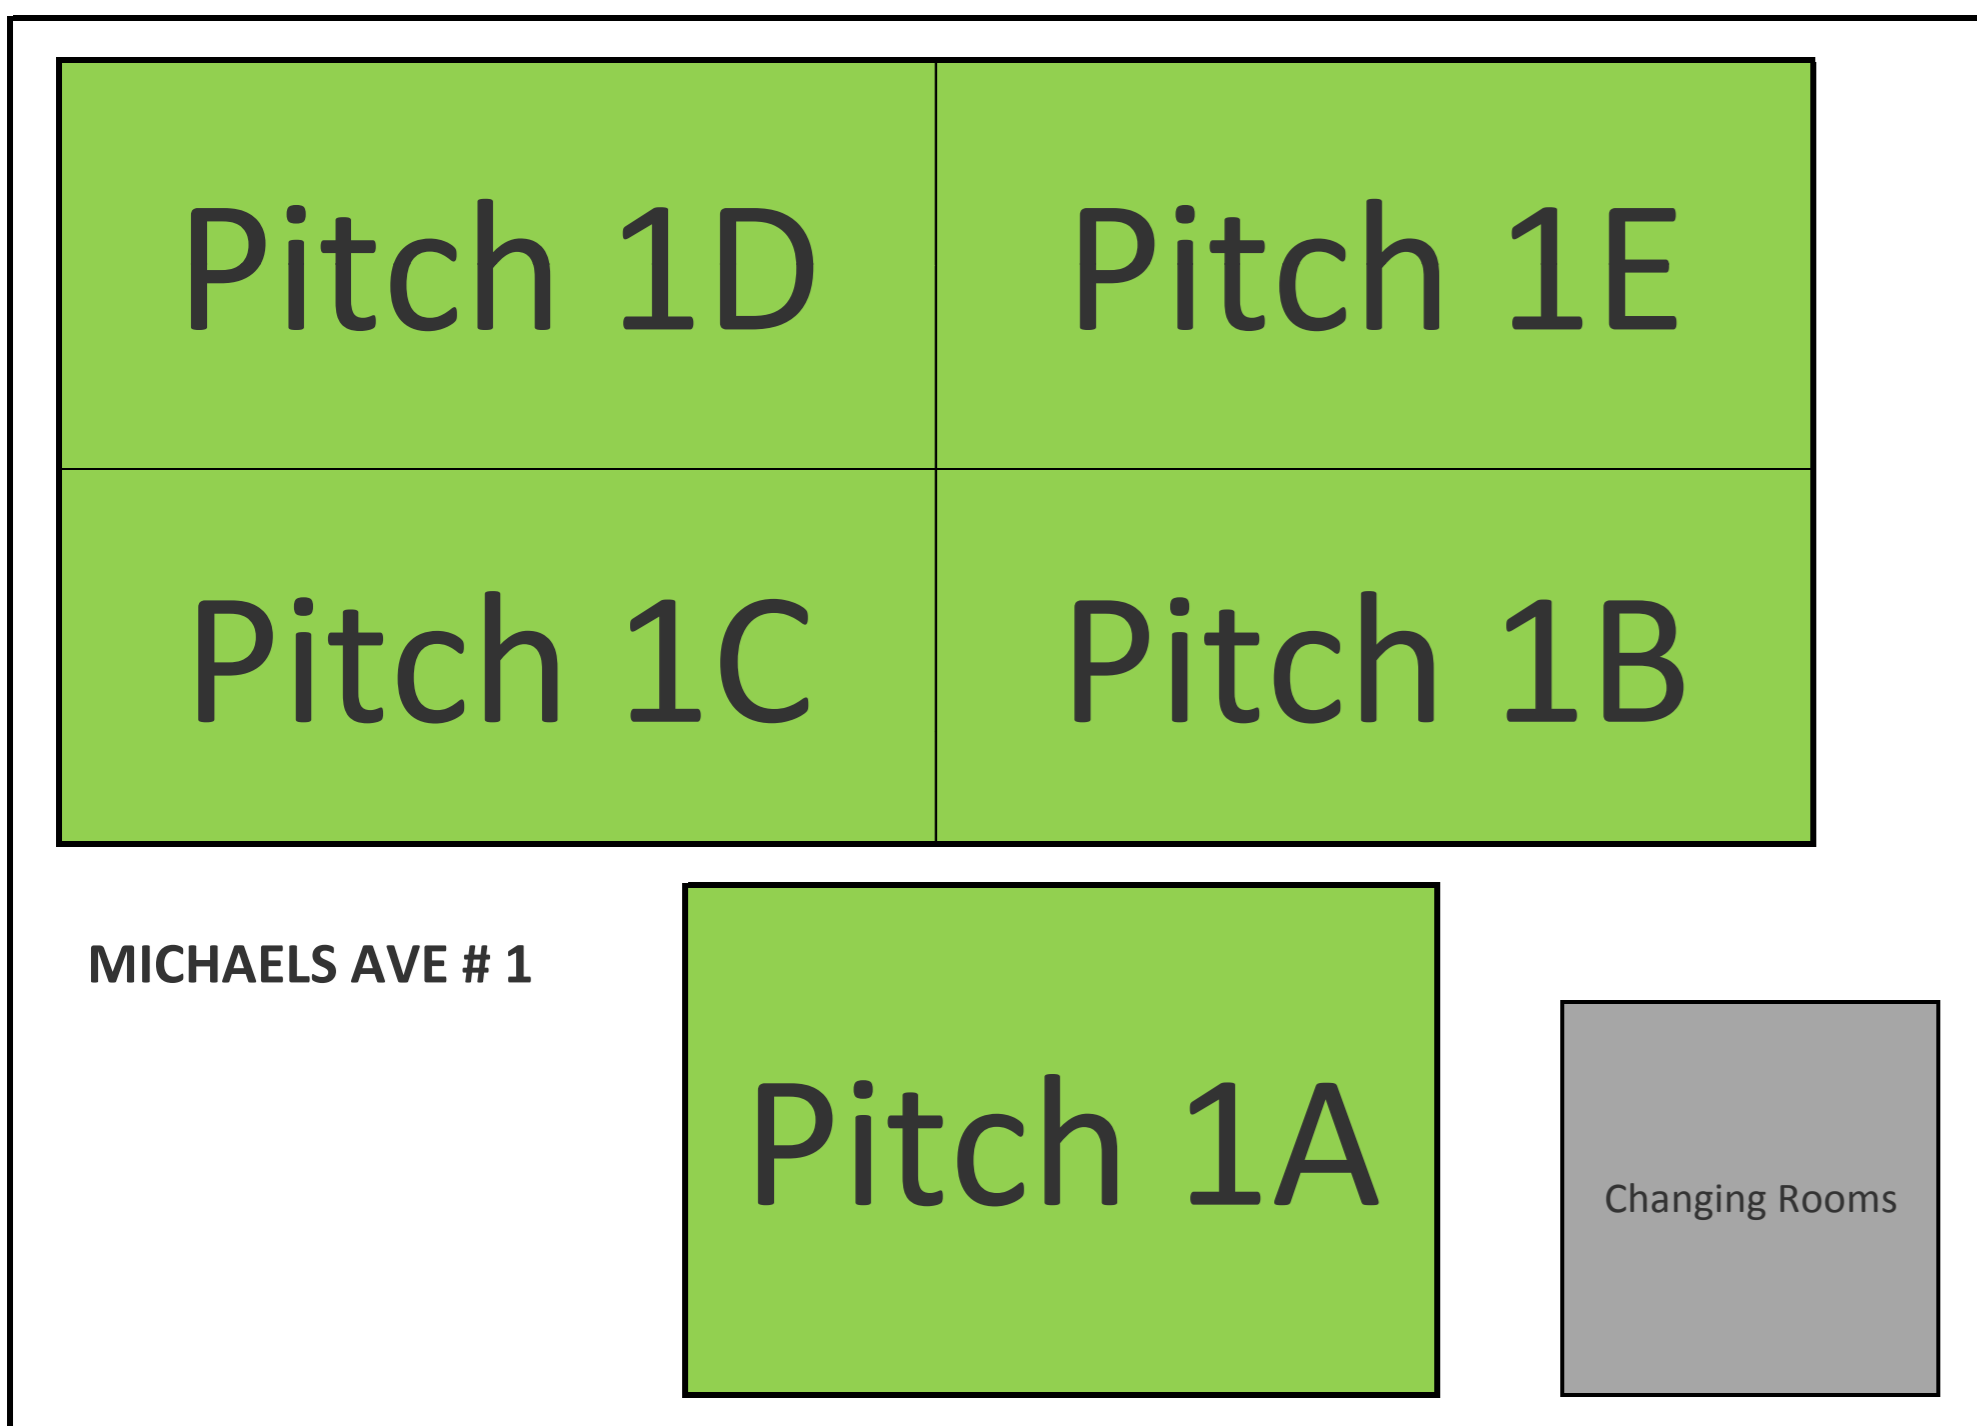 Pitch 1D
Pitch 1E
Pitch 1C
Pitch 1B
MICHAELS AVE # 1
Pitch 1A
Changing Rooms